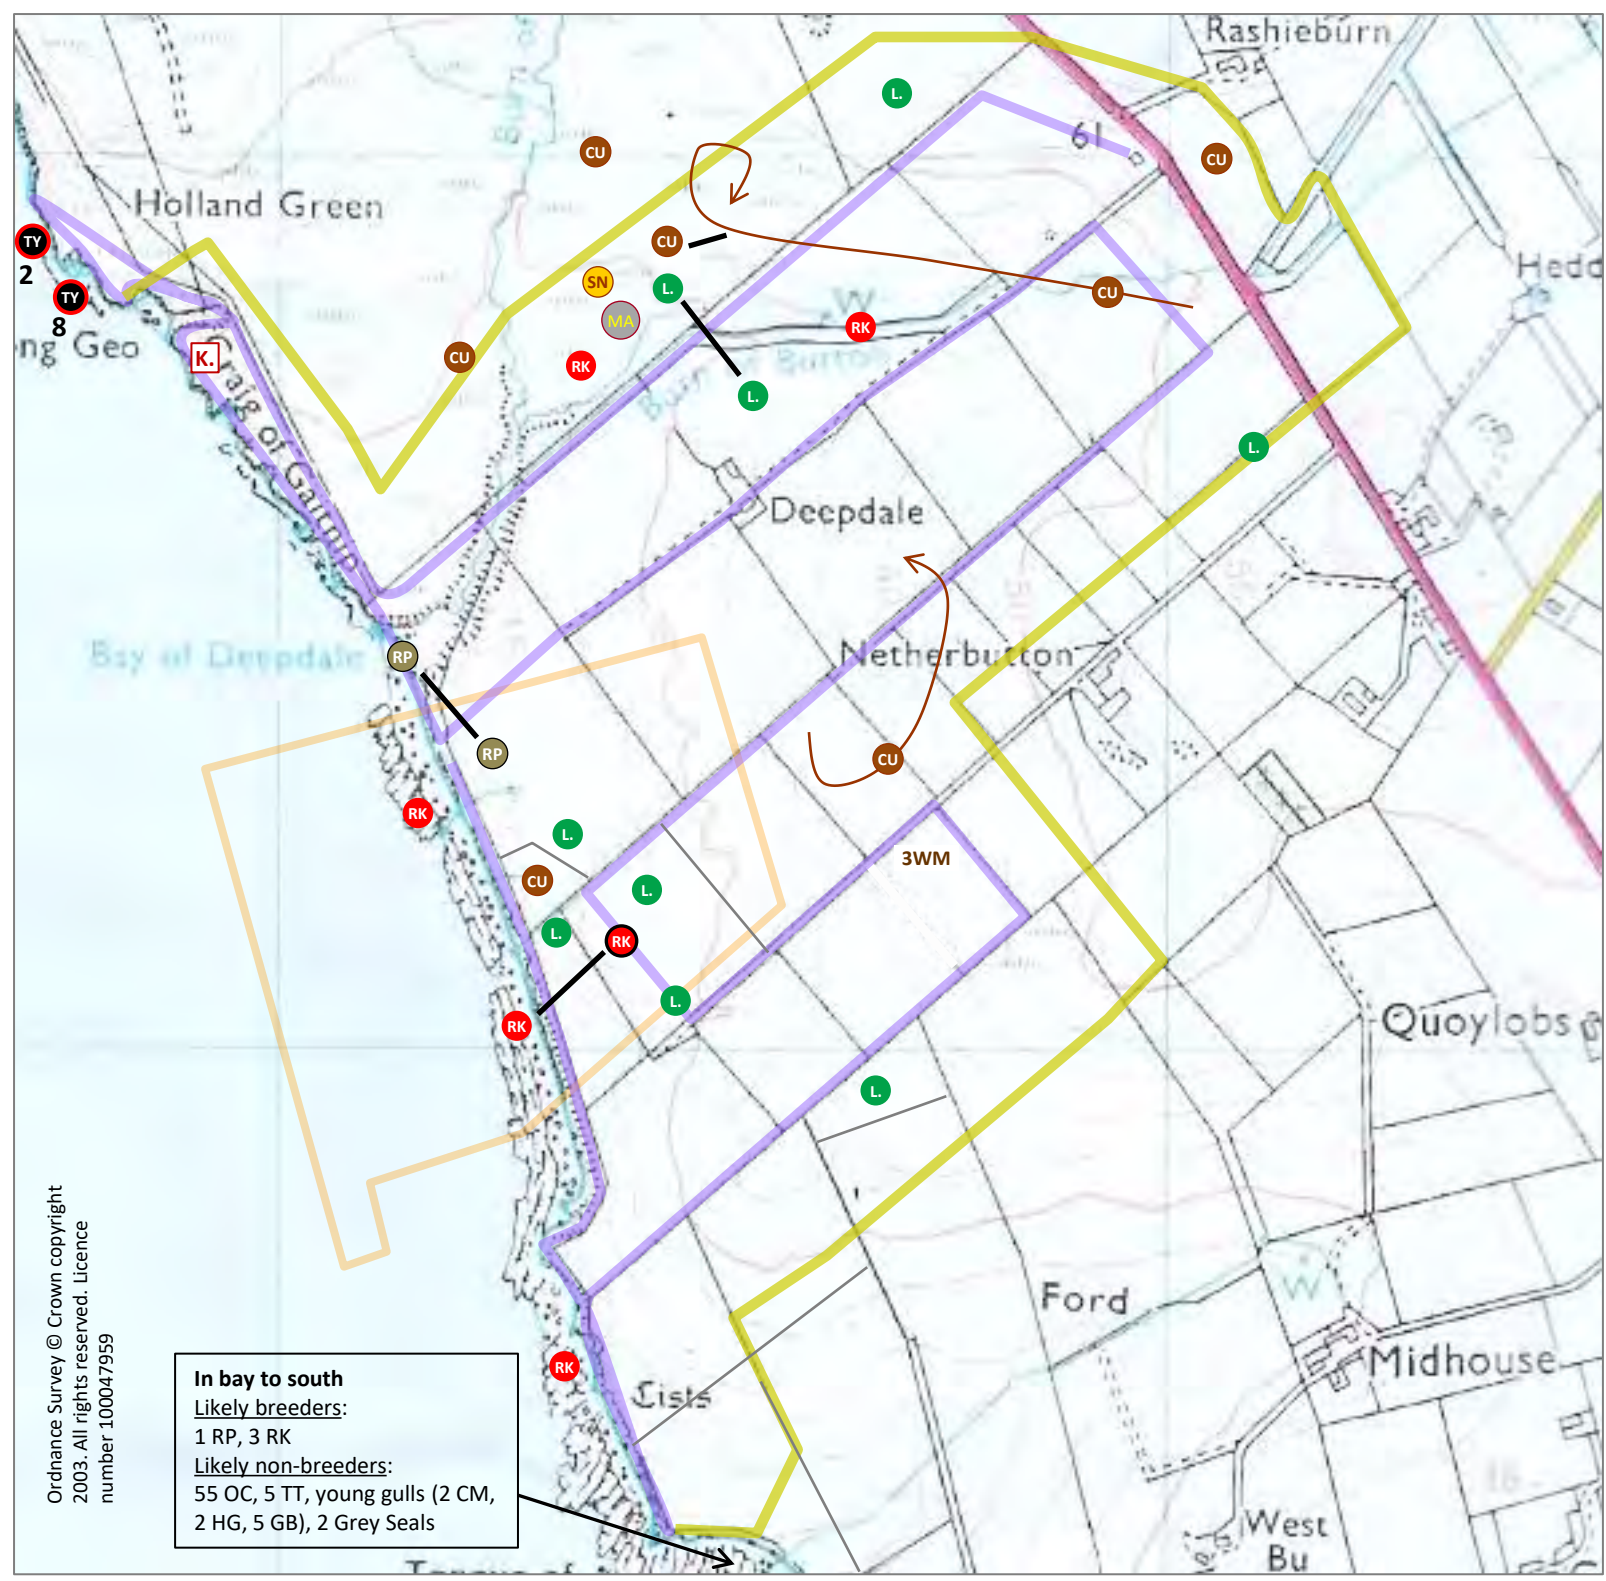 Rashieburn
L.
61
CU
CU
Holland Green
TY
2
CU
Hedd
SN
L.
CU
TY
8
MA
W
RK
ng Geo
K.
CU
RK
Burn of Burton
L.
Craig of Gaitnip
L.
Deepdale
Bay of Deepdale
RP
Netherbutton
RP
CU
RK
L.
3WM
CU
L.
L.
RK
L.
RK
Quoylobs
L.
Ford
W
Midhouse
RK
Cists
West
Bu
Ordnance Survey © Crown copyright
2003. All rights reserved. Licence
number 100047959
In bay to south
Likely breeders:
1 RP, 3 RK
Likely non-breeders:
55 OC, 5 TT, young gulls (2 CM,
2 HG, 5 GB), 2 Grey Seals